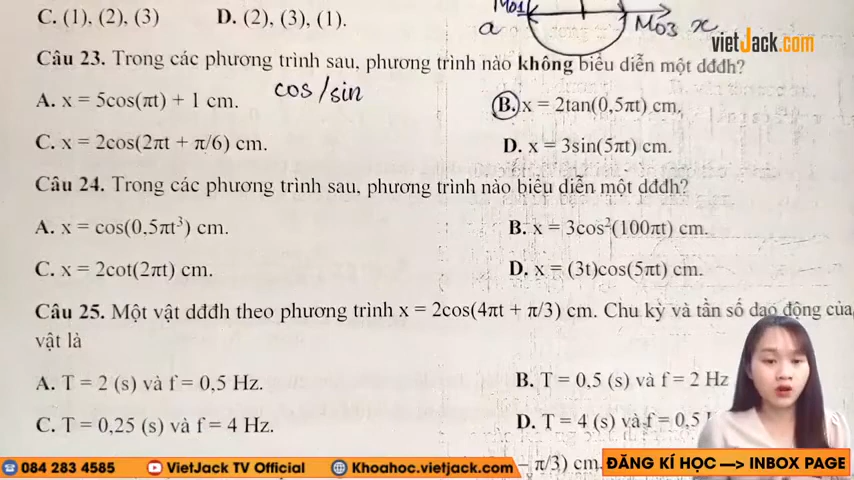 C. (1), (2), (3) D. (2), (3), (1).
a M03 x
vietJack.com
Câu 23. Trong các phương trình sau, phương trình nào không biểu diễn một dđđh?
cos/sin
A. x = 5cos(πt) + 1 cm. B. x = 2tan(0,5πt) cm.
C. x = 2cos(2πt + π/6) cm. D. x = 3sin(5πt) cm.
Câu 24. Trong các phương trình sau, phương trình nào biểu diễn một dđđh?
A. x = cos(0,5πt³) cm. B. x = 3cos²(100πt) cm.
C. x = 2cot(2πt) cm. D. x = (3t)cos(5πt) cm.
Câu 25. Một vật dđđh theo phương trình x = 2cos(4πt + π/3) cm. Chu kỳ và tần số dao động của
vật là
A. T = 2 (s) và f = 0,5 Hz. B. T = 0,5 (s) và f = 2 Hz
C. T = 0,25 (s) và f = 4 Hz. D. T = 4 (s) và f = 0,5
– π/3) cm
084 283 4585 VietJack TV Official Khoahoc.vietjack.com ĐĂNG KÍ HỌC —> INBOX PAGE